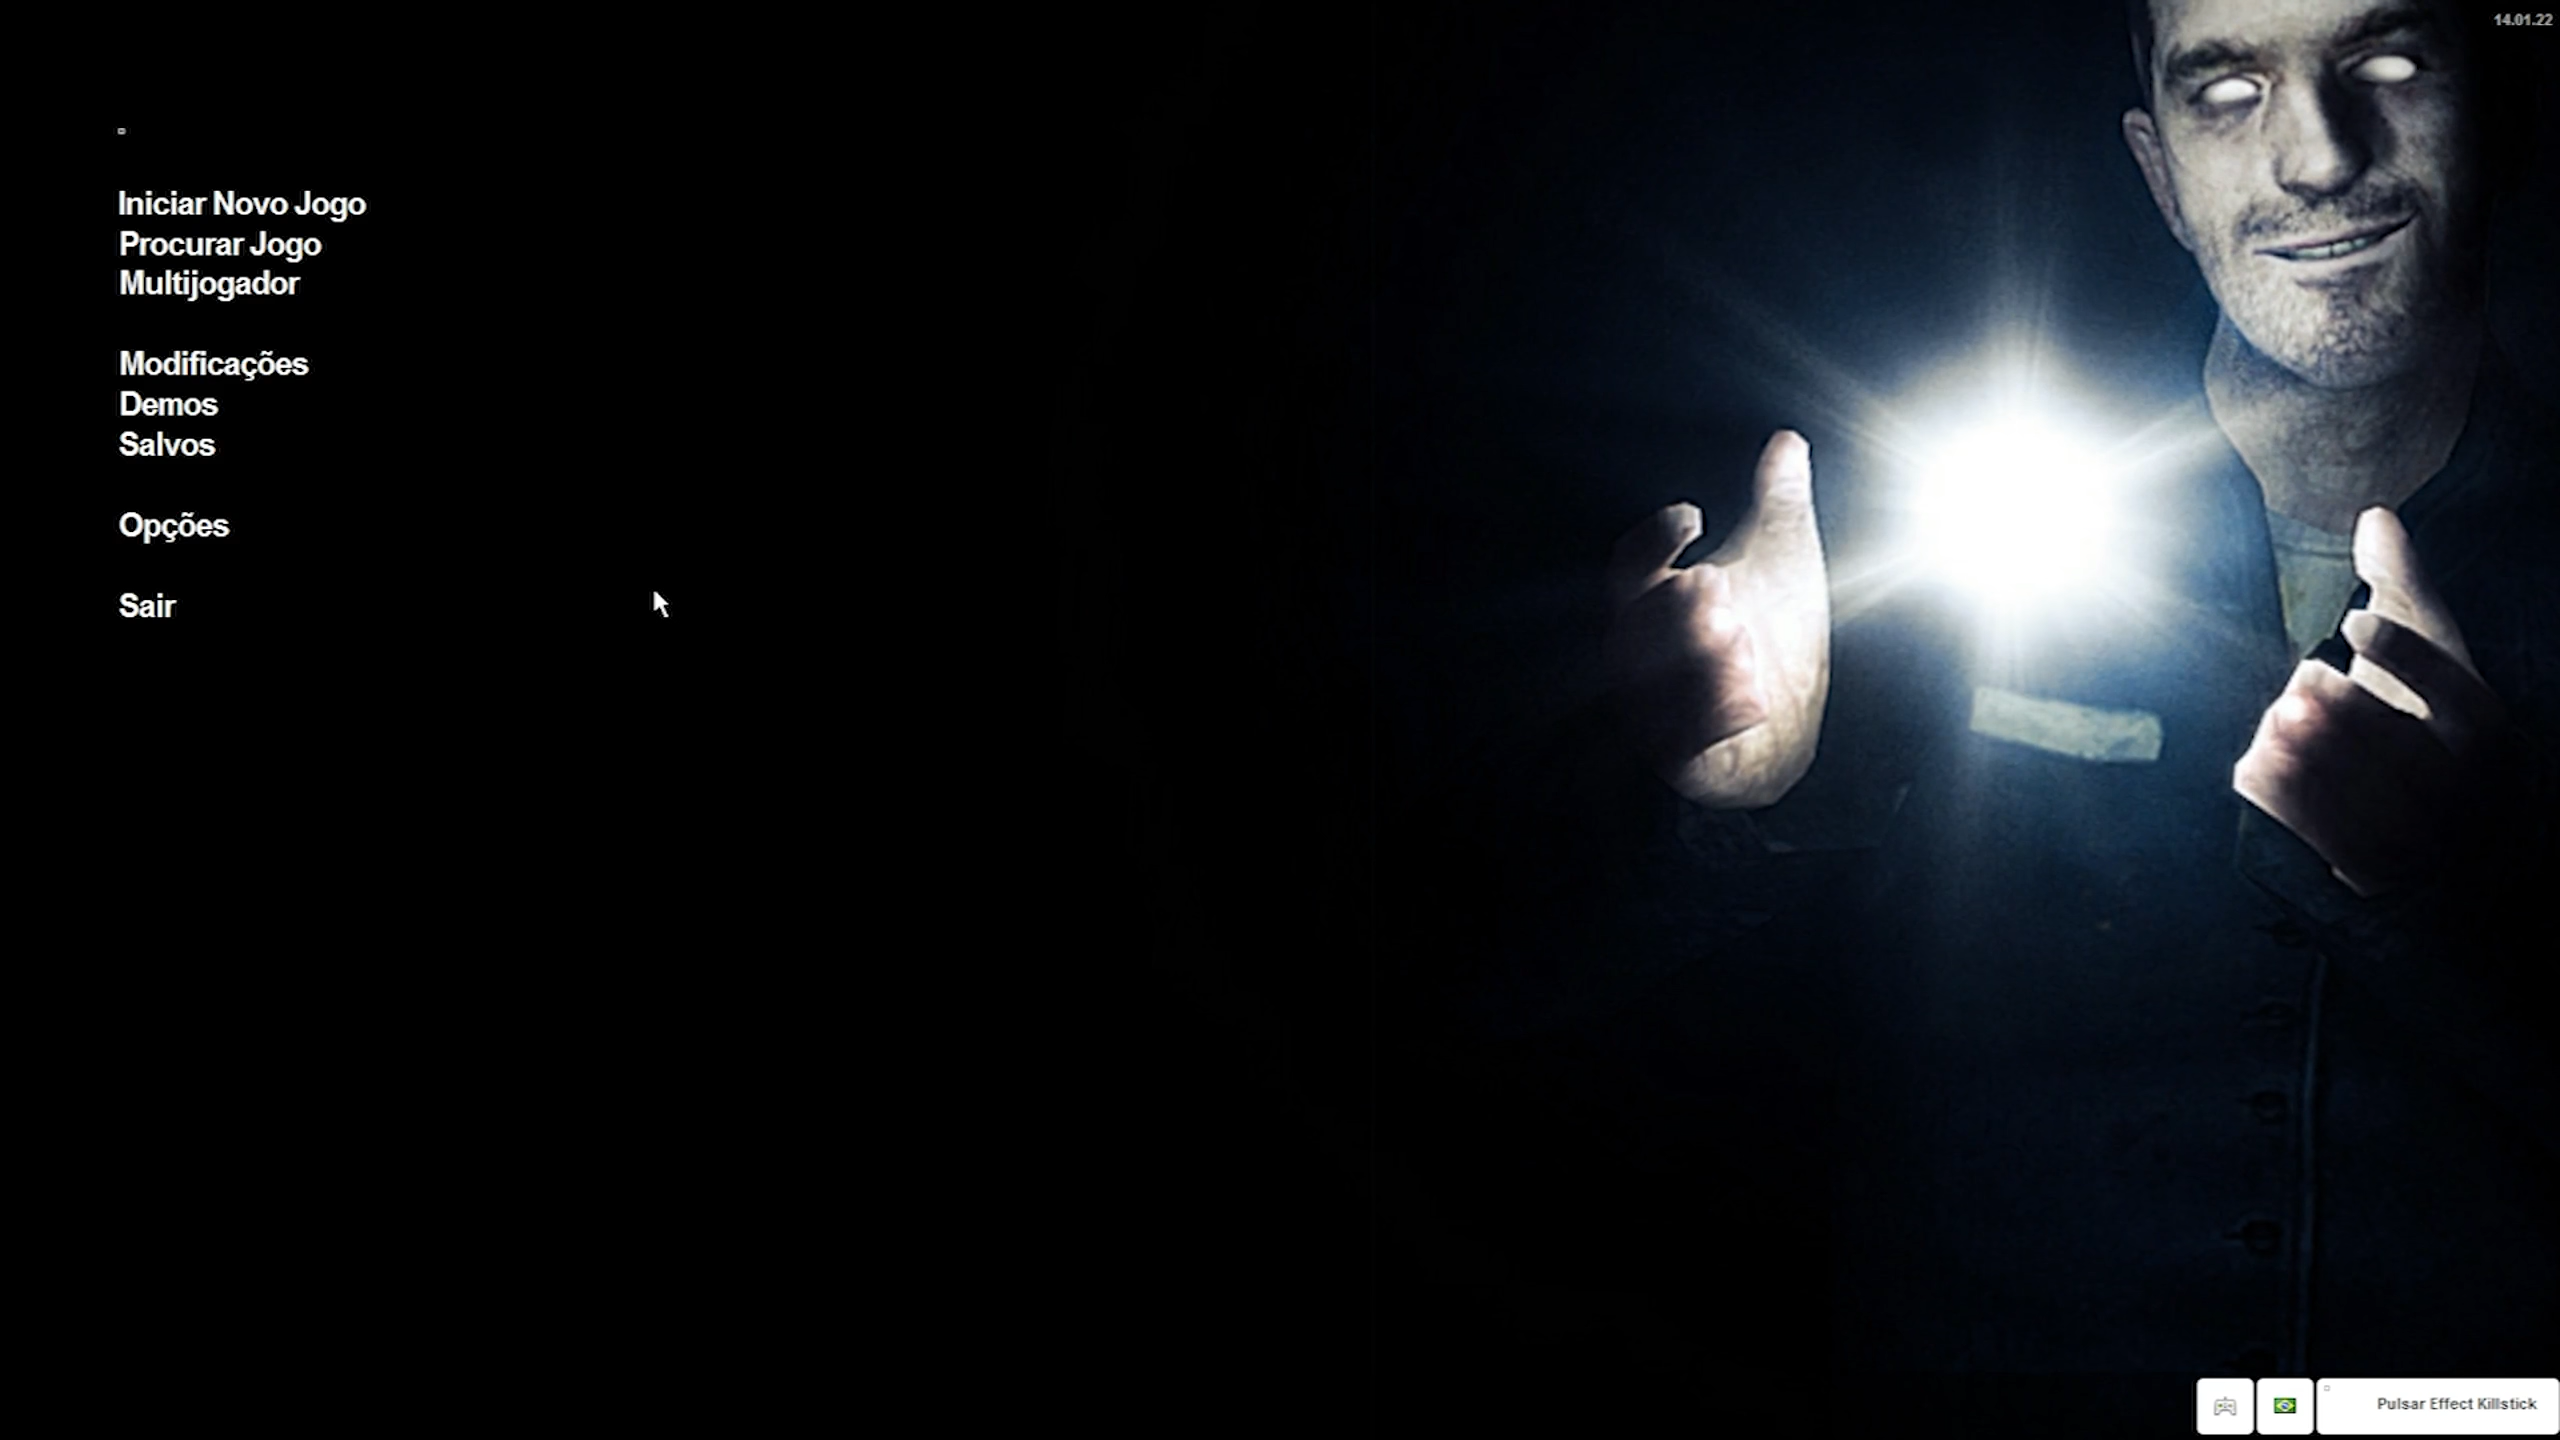 14.01.22
Iniciar Novo Jogo
Procurar Jogo
Multijogador
Modificações
Demos
Salvos
Opções
Sair
Pulsar Effect Killstick